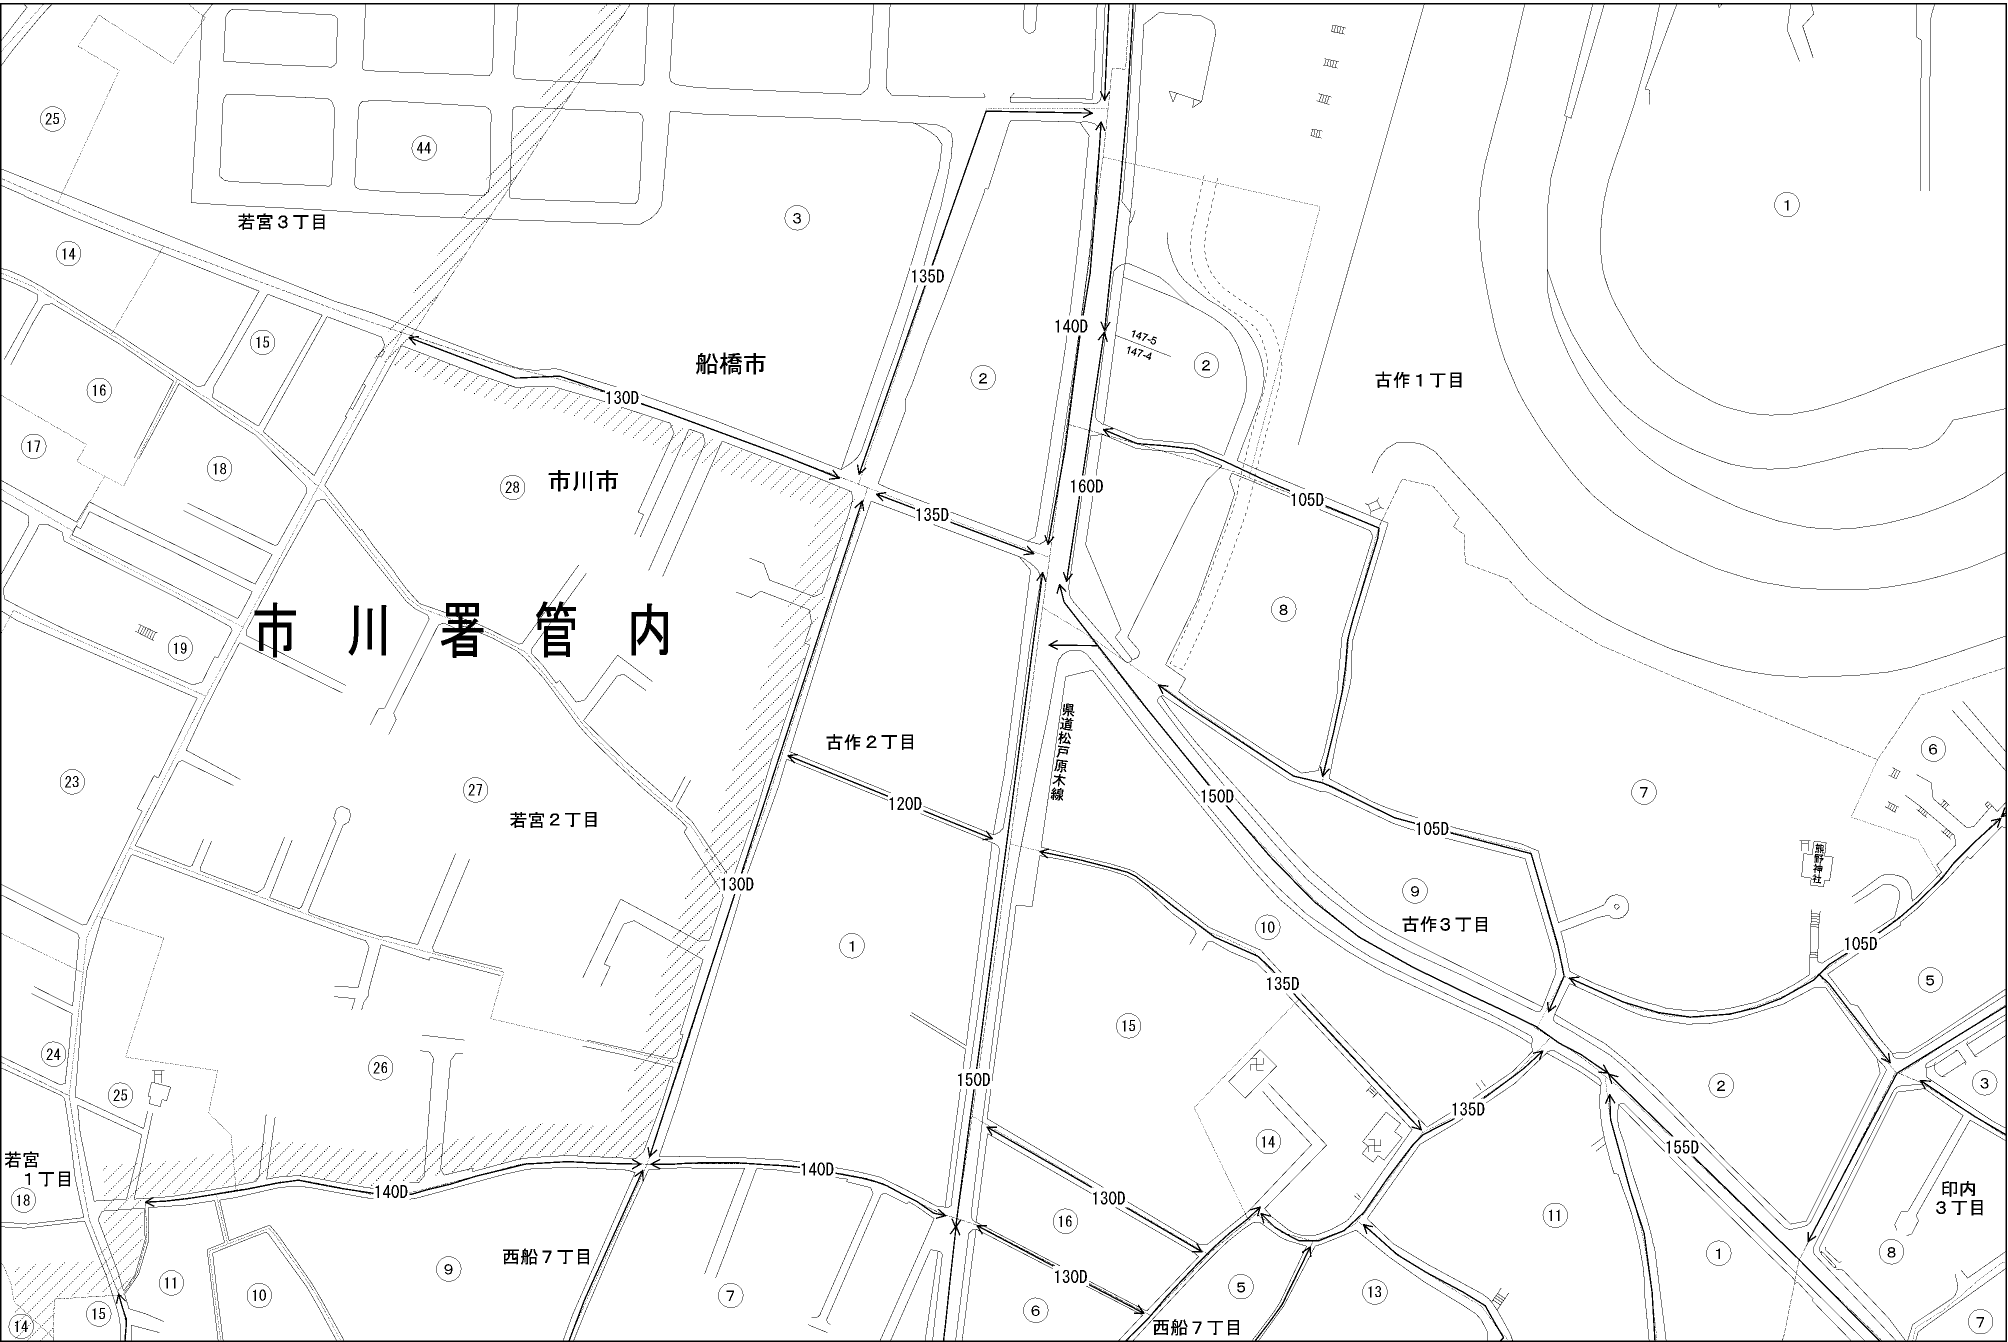 25
44
3
1
若宮３丁目
14
135D
15
140D
147-5
147-4
船橋市
2
2
古作１丁目
16
130D
17
18
28
市川市
160D
105D
135D
8
市川署管内
19
県道松戸原木線
古作２丁目
6
23
27
若宮２丁目
120D
150D
7
105D
熊野神社
130D
9
古作３丁目
10
1
105D
135D
5
15
24
26
25
150D
2
3
135D
14
155D
若宮
１丁目
18
140D
140D
130D
16
11
印内
３丁目
西船７丁目
9
130D
1
8
11
10
7
5
13
15
14
6
西船７丁目
7